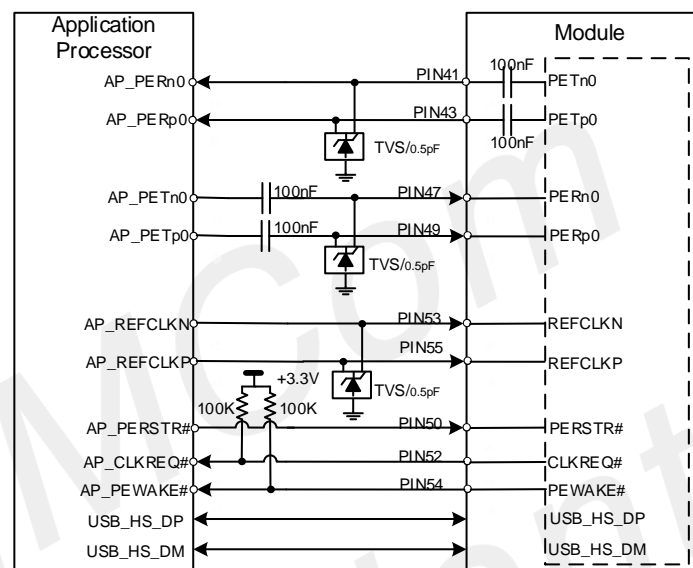 Application
Processor
Module
100nF
AP_PERn0
PIN41
PETn0
AP_PERp0
PIN43
PETp0
100nF
TVS/0.5pF
AP_PETn0
100nF
PIN47
PERn0
AP_PETp0
100nF
PIN49
PERp0
TVS/0.5pF
AP_REFCLKN
PIN53
REFCLKN
AP_REFCLKP
PIN55
REFCLKP
+3.3V
TVS/0.5pF
100K
100K
AP_PERSTR#
PIN50
PERSTR#
AP_CLKREQ#
PIN52
CLKREQ#
AP_PEWAKE#
PIN54
PEWAKE#
USB_HS_DP
USB_HS_DP
USB_HS_DM
USB_HS_DM